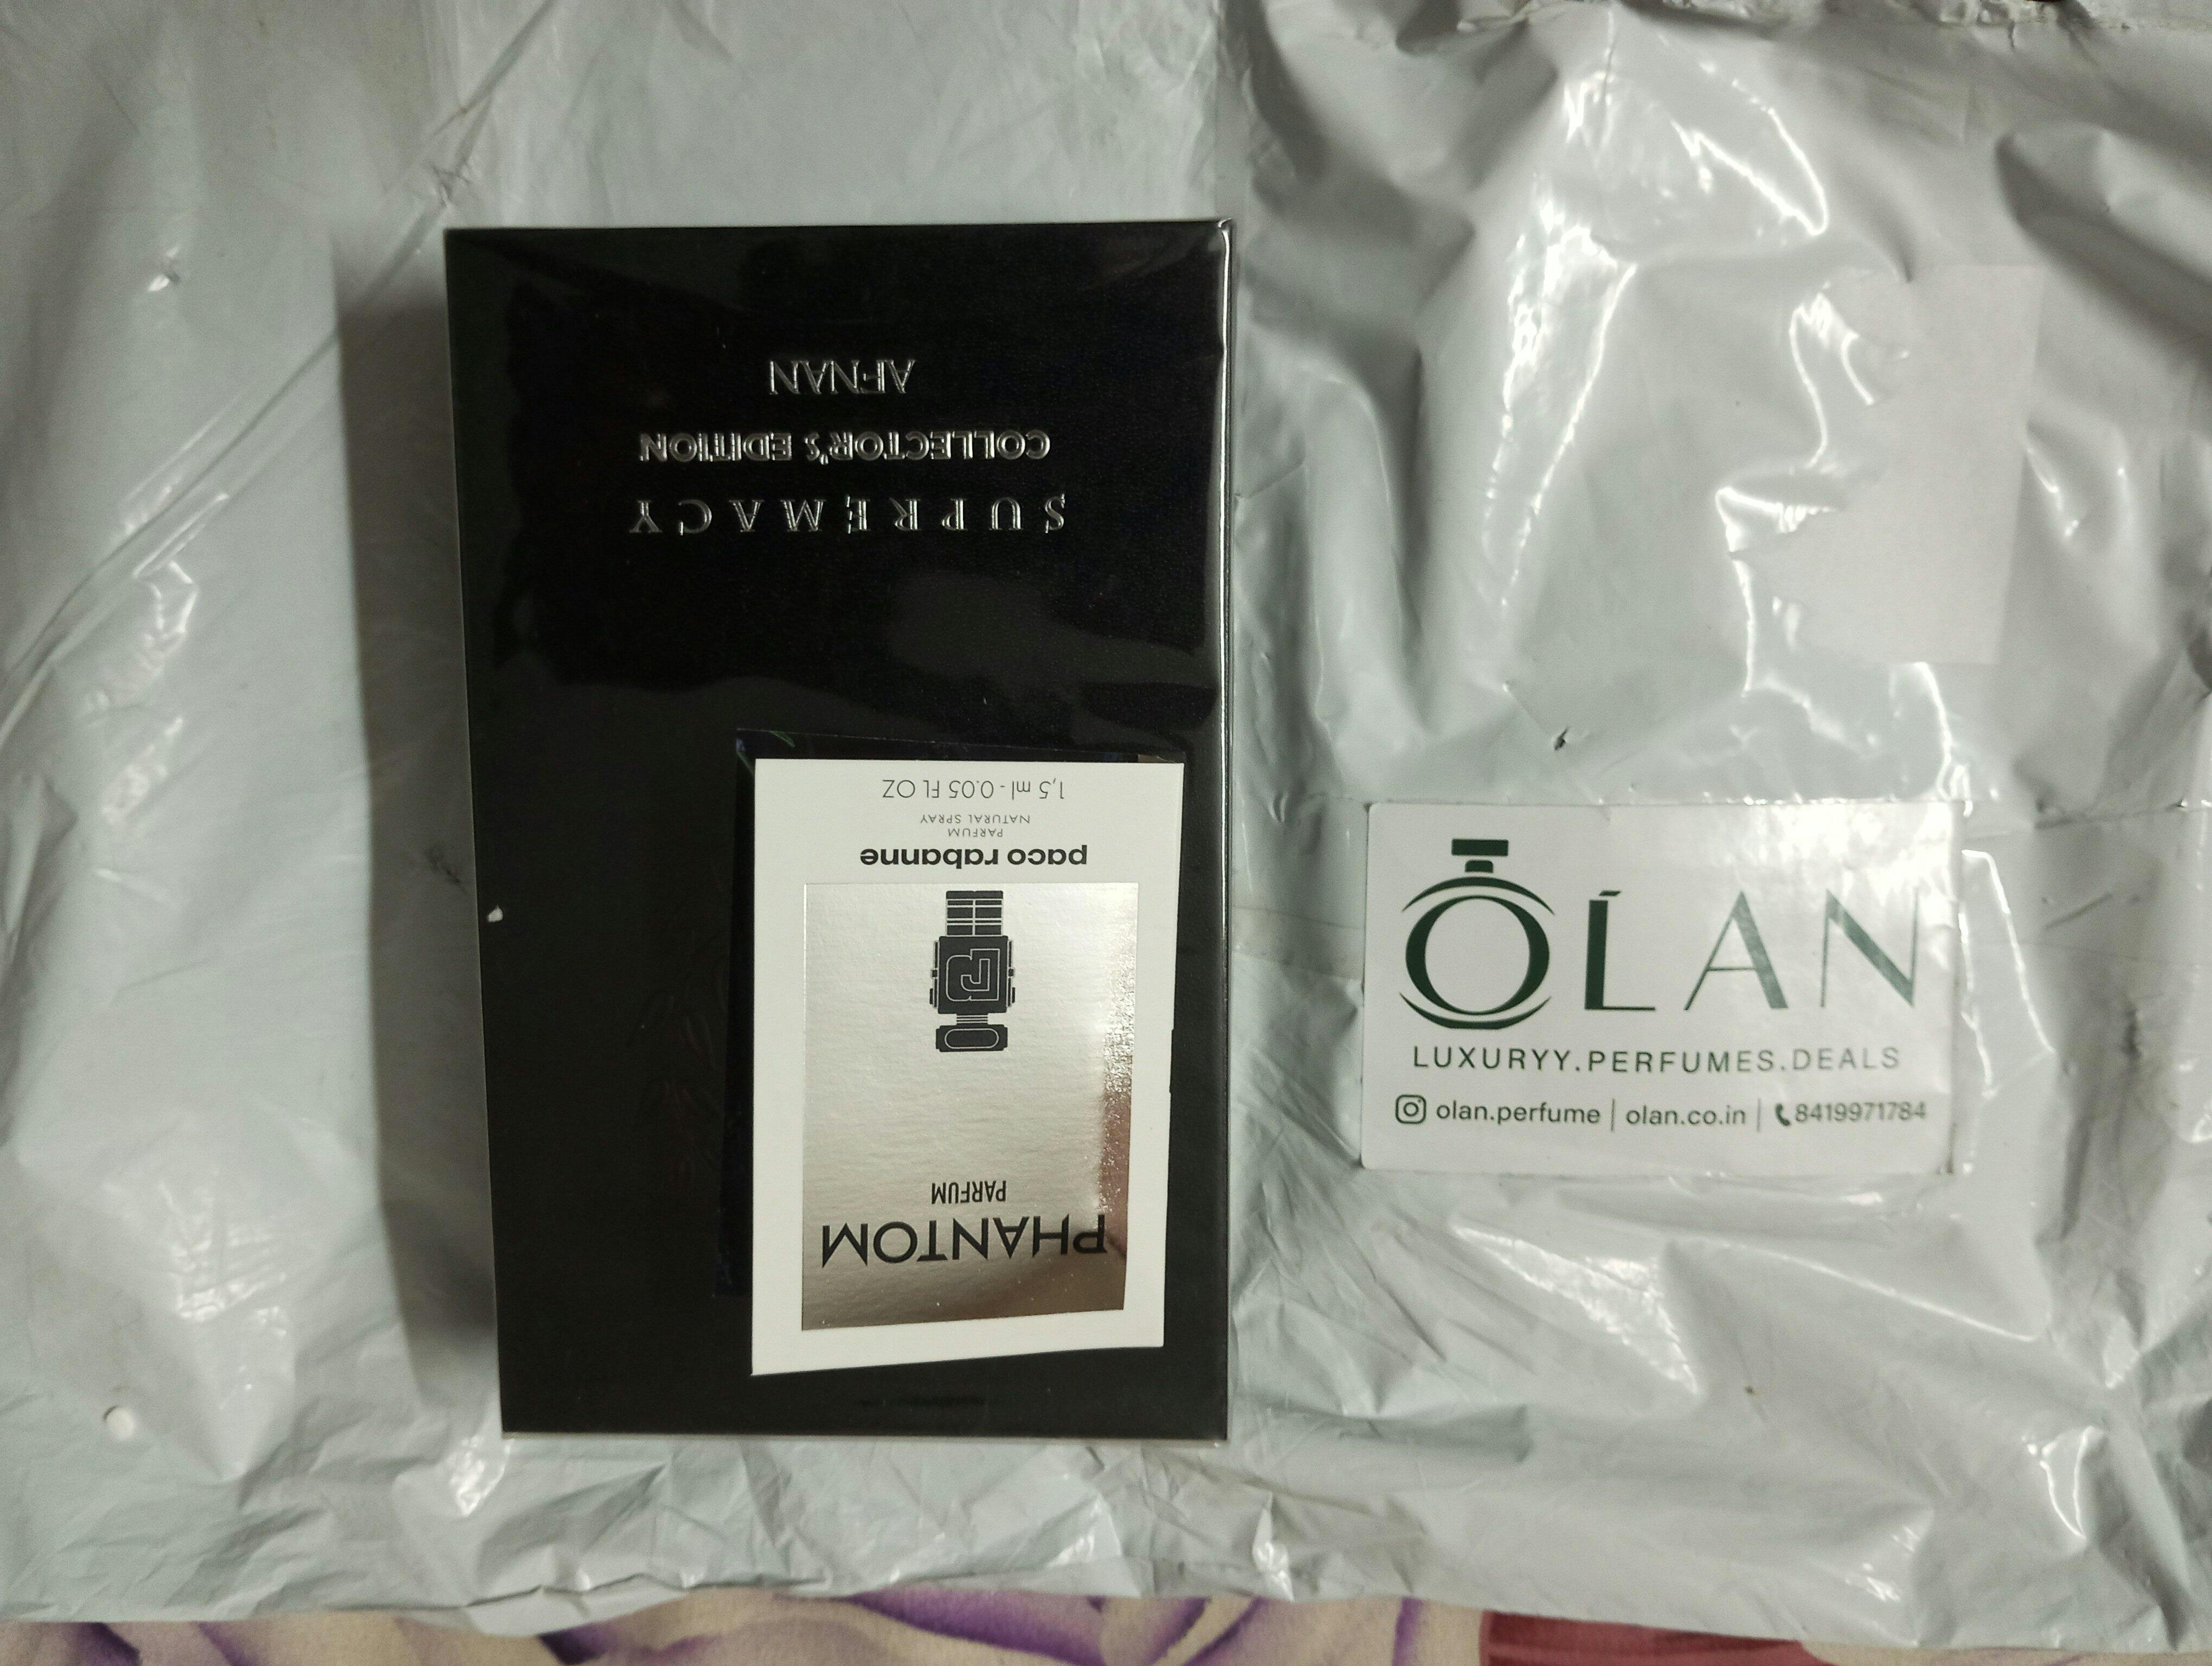 SUPREMACY
COLLECTOR'S EDITION
AFNAN
PHANTOM
PARFUM
paco rabanne
PARFUM
NATURAL SPRAY
1,5 ml - 0.05 FL OZ
OLAN
LUXURYY.PERFUMES.DEALS
olan.perfume | olan.co.in | 8419971784